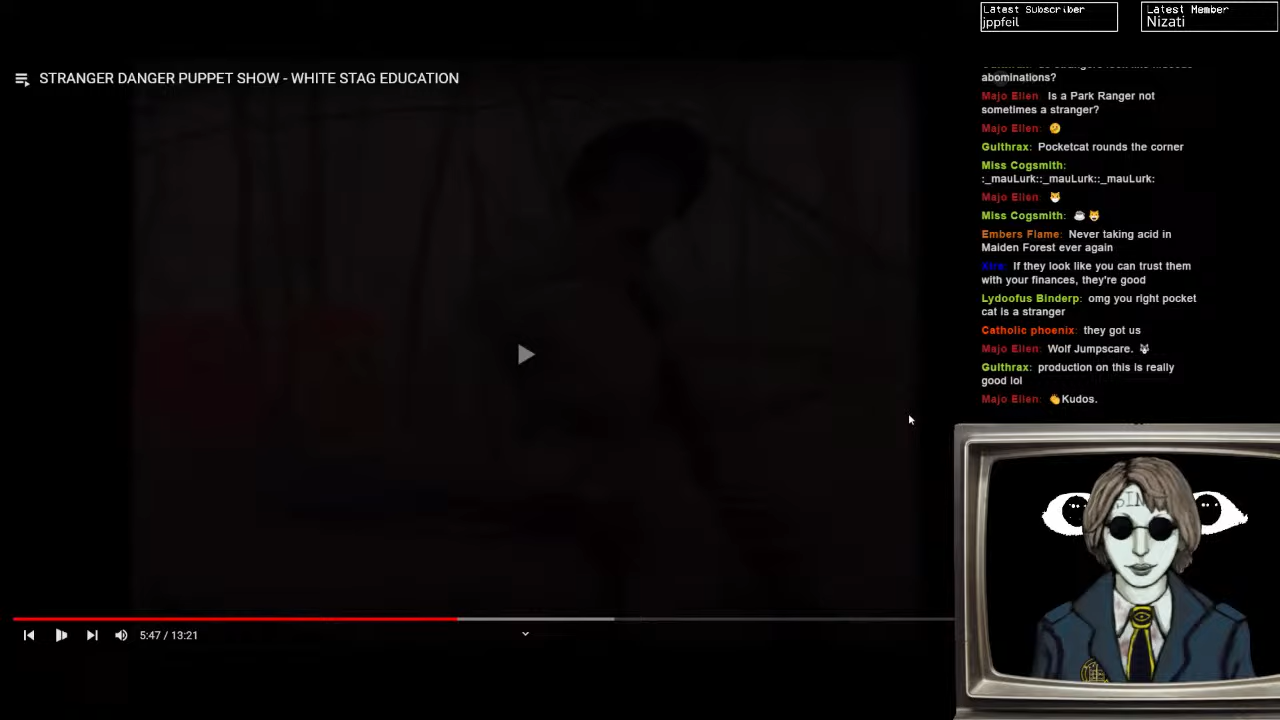 Latest Subscriber
jppfeil
Latest Member
Nizati
STRANGER DANGER PUPPET SHOW - WHITE STAG EDUCATION
abominations?
Majo Ellen: Is a Park Ranger not
sometimes a stranger?
Majo Ellen: 🤔
Gulthrax: Pocketcat rounds the corner
Miss Cogsmith:
:_mauLurk::_mauLurk::_mauLurk:
Majo Ellen: 🐱
Miss Cogsmith: ☕😺
Embers Flame: Never taking acid in
Maiden Forest ever again
If they look like you can trust them
with your finances, they're good
Lydoofus Binderp: omg you right pocket
cat is a stranger
Catholic phoenix: they got us
Majo Ellen: Wolf Jumpscare. 🐺
Gulthrax: production on this is really
good lol
Majo Ellen: 👏Kudos.
SIN
5:47 / 13:21